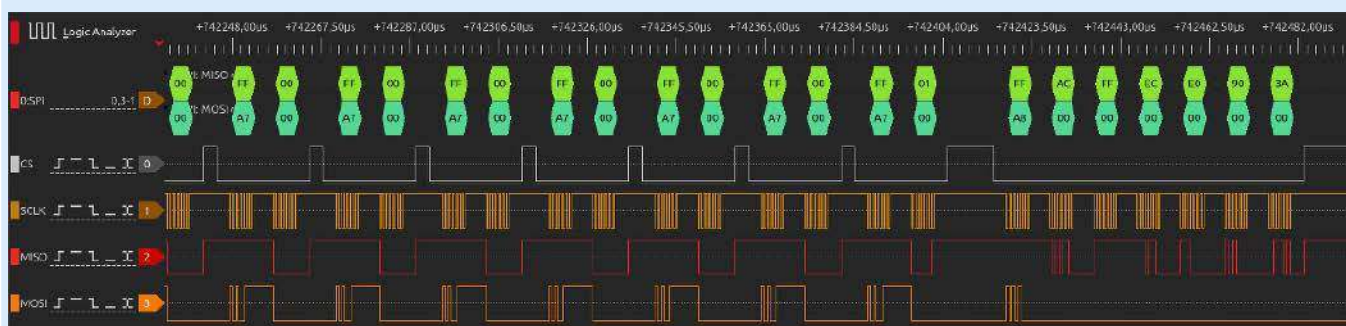 Logic Analyzer
+742248,00µs +742267,50µs +742287,00µs +742306,50µs +742326,00µs +742345,50µs +742365,00µs +742384,50µs +742404,00µs +742423,50µs +742443,00µs +742462,50µs +742482,00µs
MISO
00 FF 00 FF 00 FF 00 FF 00 FF 00 FF 00 FF 01 FF AC FF EC E0 90 3A
0:SPI D
MOSI
00 A7 00 A7 00 A7 00 A7 00 A7 00 A7 00 A7 00 A8 00 00 00 00 00 00
CS 0
SCLK 1
MISO 2
MOSI 3